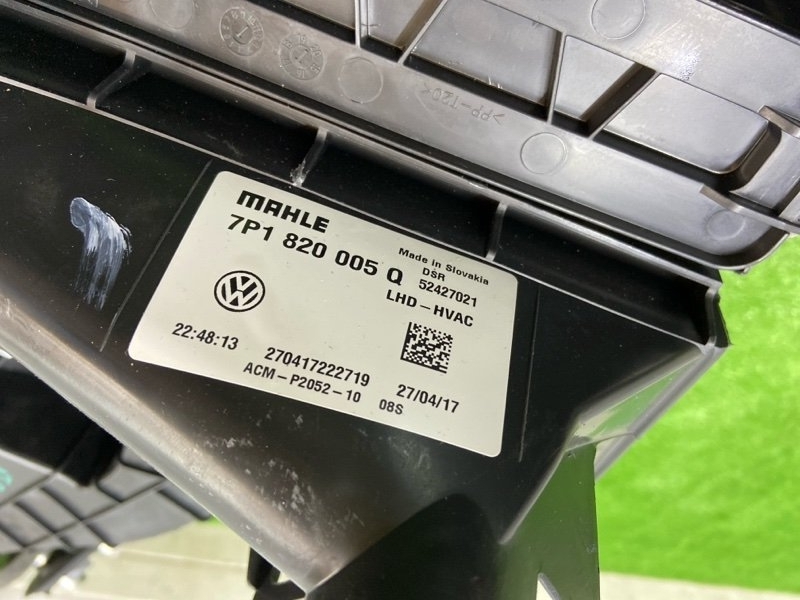 >PP-T20<
MAHLE
7P1 820 005 Q
Made in Slovakia
DSR
52427021
LHD-HVAC
22:48:13
270417222719
27/04/17
ACM-P2052-10 08S